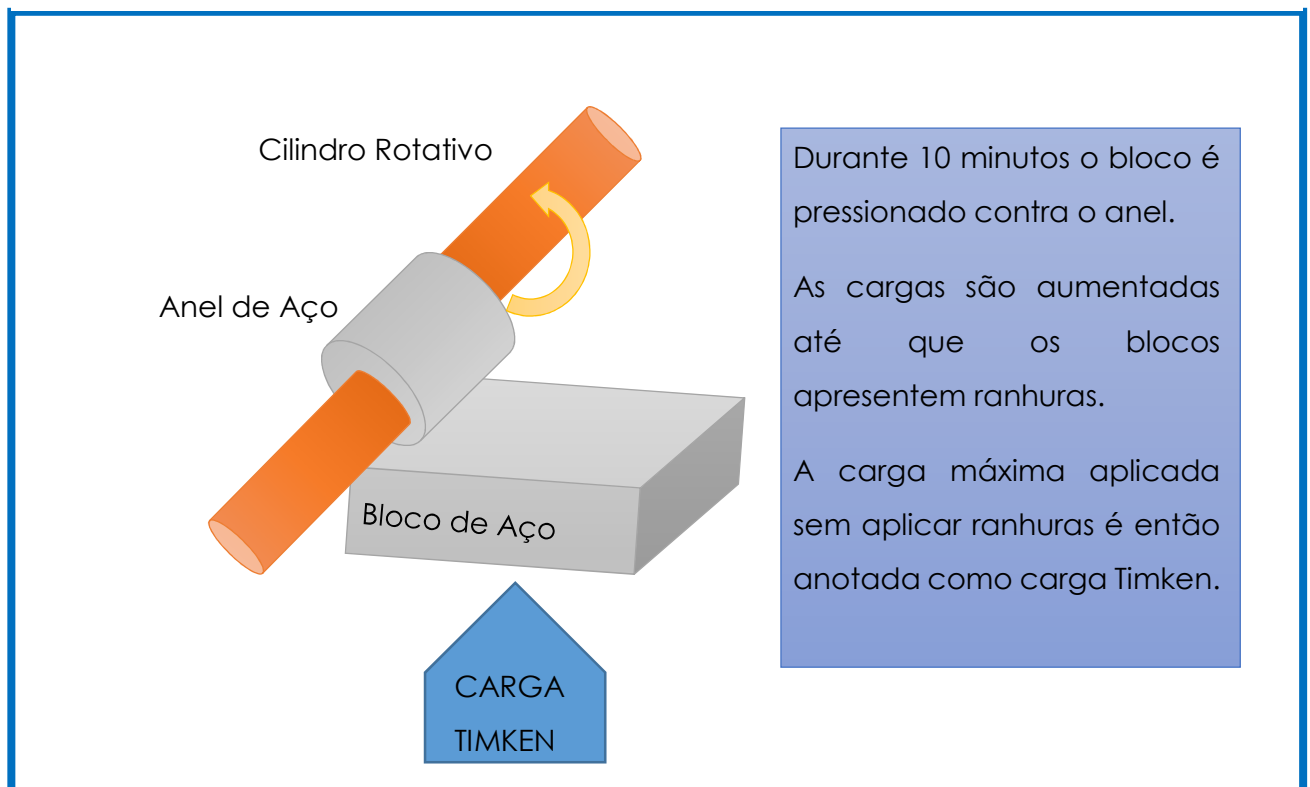 Cilindro Rotativo
Anel de Aço
Bloco de Aço
CARGA
TIMKEN
Durante 10 minutos o bloco é
pressionado contra o anel.
As cargas são aumentadas
até que os blocos
apresentem ranhuras.
A carga máxima aplicada
sem aplicar ranhuras é então
anotada como carga Timken.